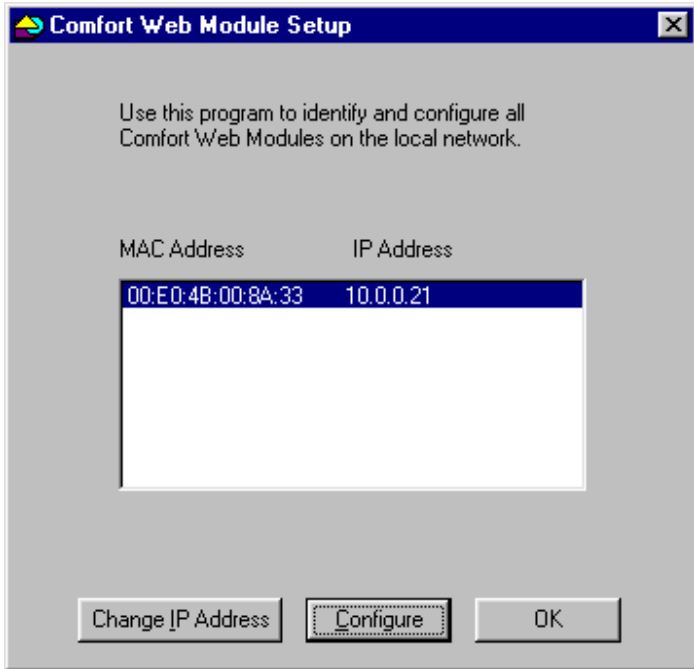 Comfort Web Module Setup
Use this program to identify and configure all
Comfort Web Modules on the local network.
MAC Address IP Address
00:E0:4B:00:8A:33 10.0.0.21
Change IP Address Configure OK